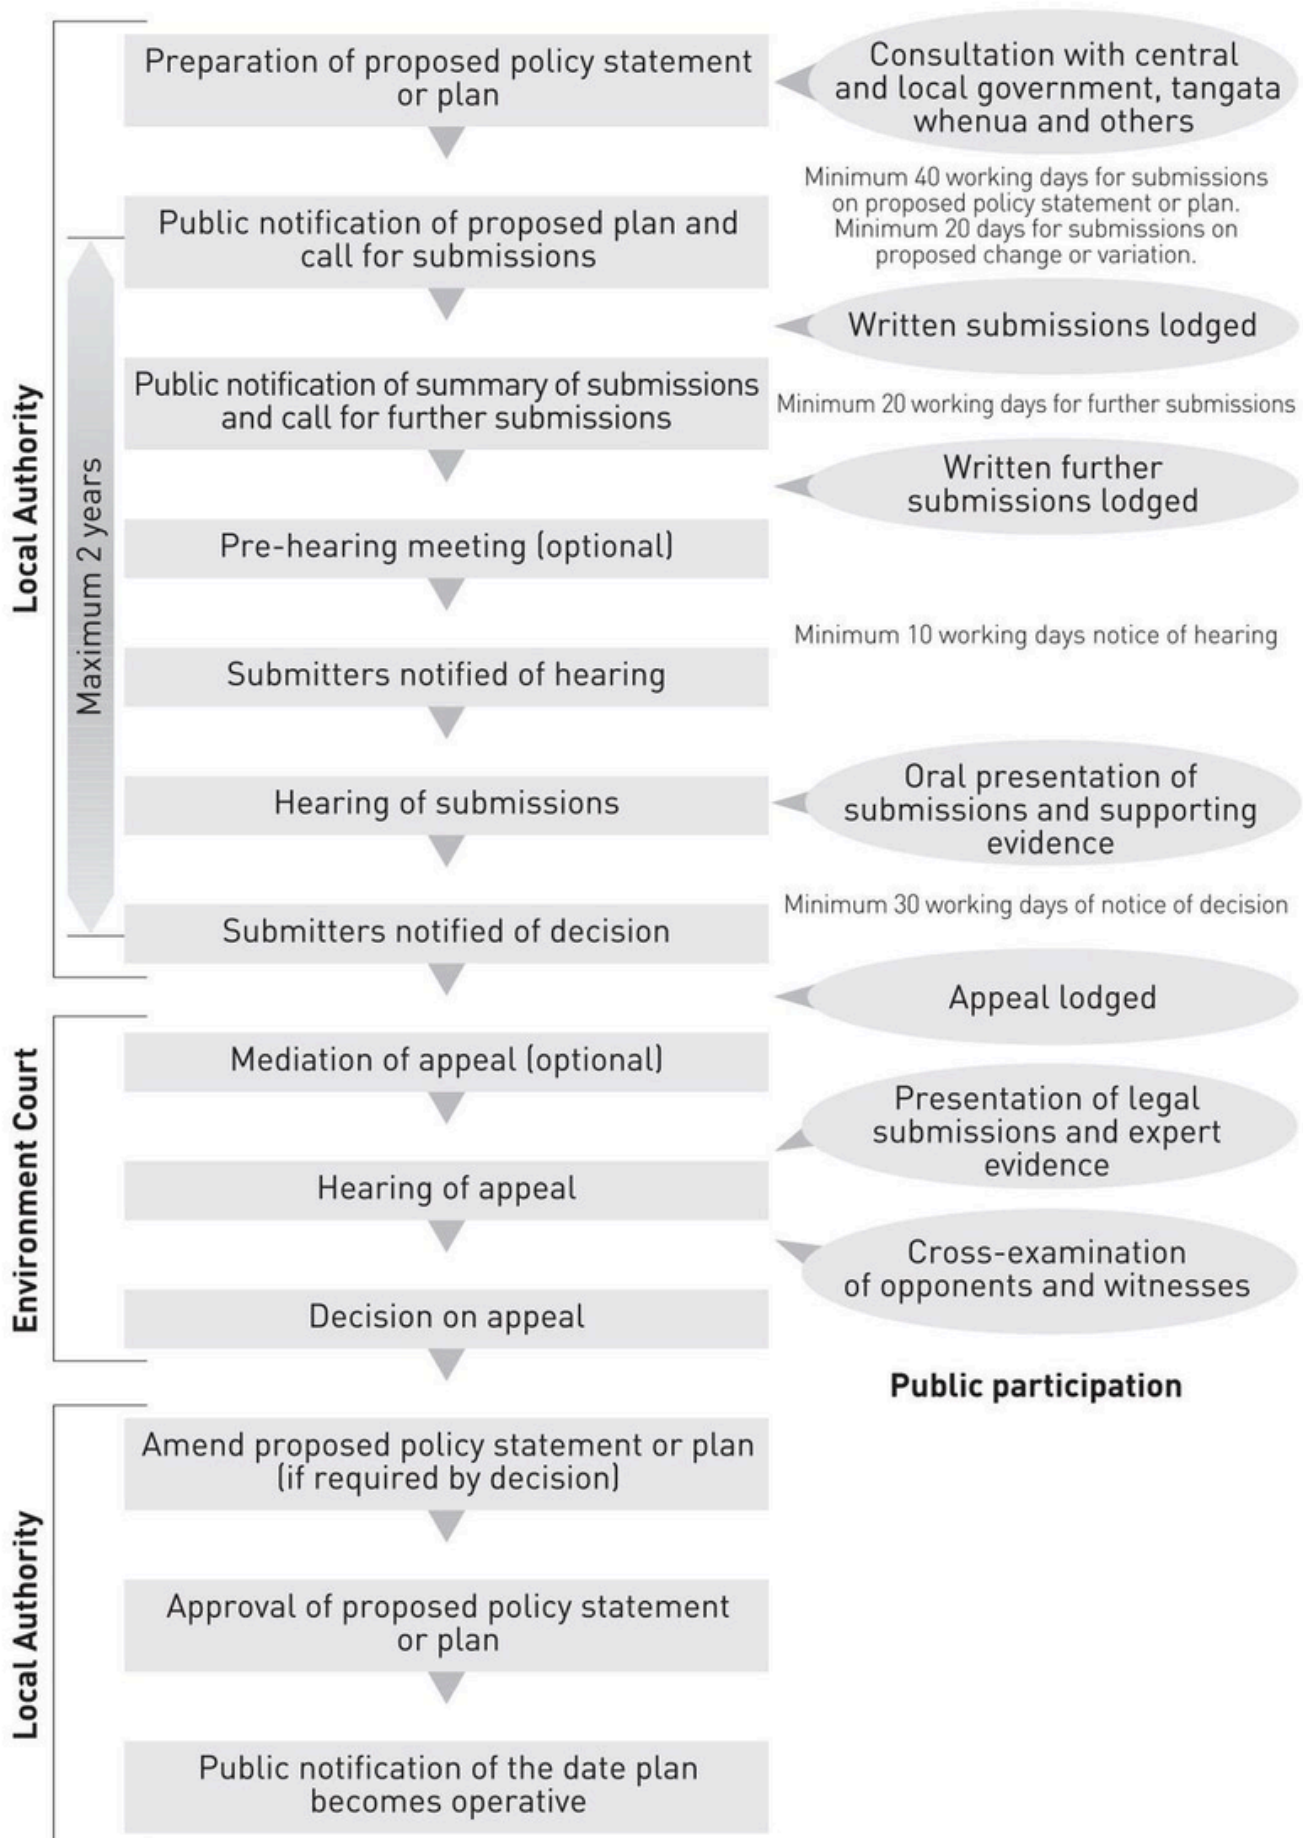 Local Authority
Maximum 2 years
Preparation of proposed policy statement
or plan
Consultation with central
and local government, tangata
whenua and others
Minimum 40 working days for submissions
on proposed policy statement or plan.
Minimum 20 days for submissions on
proposed change or variation.
Public notification of proposed plan and
call for submissions
Written submissions lodged
Public notification of summary of submissions
and call for further submissions
Minimum 20 working days for further submissions
Written further
submissions lodged
Pre-hearing meeting (optional)
Minimum 10 working days notice of hearing
Submitters notified of hearing
Hearing of submissions
Oral presentation of
submissions and supporting
evidence
Minimum 30 working days of notice of decision
Submitters notified of decision
Appeal lodged
Environment Court
Mediation of appeal (optional)
Presentation of legal
submissions and expert
evidence
Hearing of appeal
Cross-examination
of opponents and witnesses
Decision on appeal
Public participation
Local Authority
Amend proposed policy statement or plan
(if required by decision)
Approval of proposed policy statement
or plan
Public notification of the date plan
becomes operative